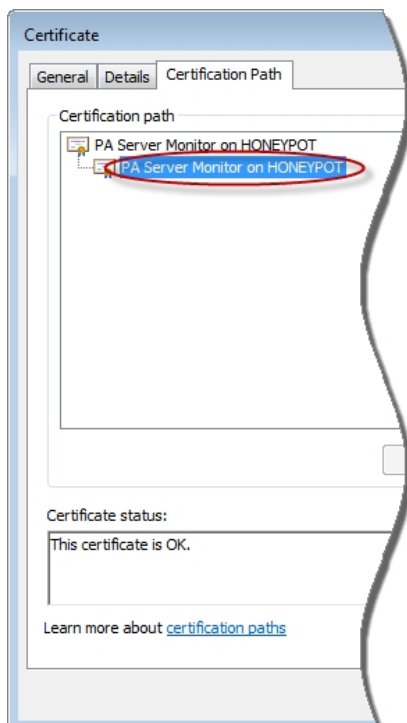 Certificate
General Details Certification Path
Certification path
PA Server Monitor on HONEYPOT
PA Server Monitor on HONEYPOT
Certificate status:
This certificate is OK.
Learn more about certification paths